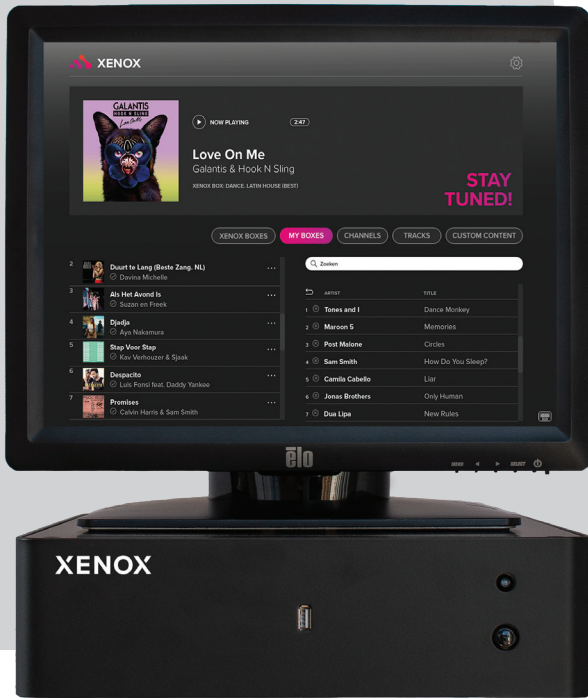 XENOX
GALANTIS
HOOK N SLING
Love on Me
NOW PLAYING
2:47
Love On Me
Galantis & Hook N Sling
XENOX BOX: DANCE, LATIN HOUSE (BEST)
STAY
TUNED!
XENOX BOXES
MY BOXES
CHANNELS
TRACKS
CUSTOM CONTENT
2 Duurt te Lang (Beste Zang. NL)
Davina Michelle
3 Als Het Avond Is
Suzan en Freek
4 Djadja
Aya Nakamura
5 Stap Voor Stap
Kav Verhouzer & Sjaak
6 Despacito
Luis Fonsi feat. Daddy Yankee
7 Promises
Calvin Harris & Sam Smith
Zoeken
ARTIST TITLE
1 Tones and I Dance Monkey
2 Maroon 5 Memories
3 Post Malone Circles
4 Sam Smith How Do You Sleep?
5 Camila Cabello Liar
6 Jonas Brothers Only Human
7 Dua Lipa New Rules
elo
MENU SELECT
XENOX